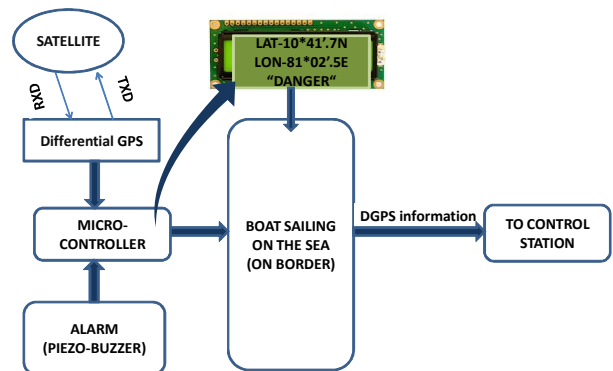 SATELLITE
RXD
TXD
Differential GPS
MICRO-
CONTROLLER
ALARM
(PIEZO-BUZZER)
LAT-10*41'.7N
LON-81*02'.5E
“DANGER“
BOAT SAILING
ON THE SEA
(ON BORDER)
DGPS information
TO CONTROL
STATION